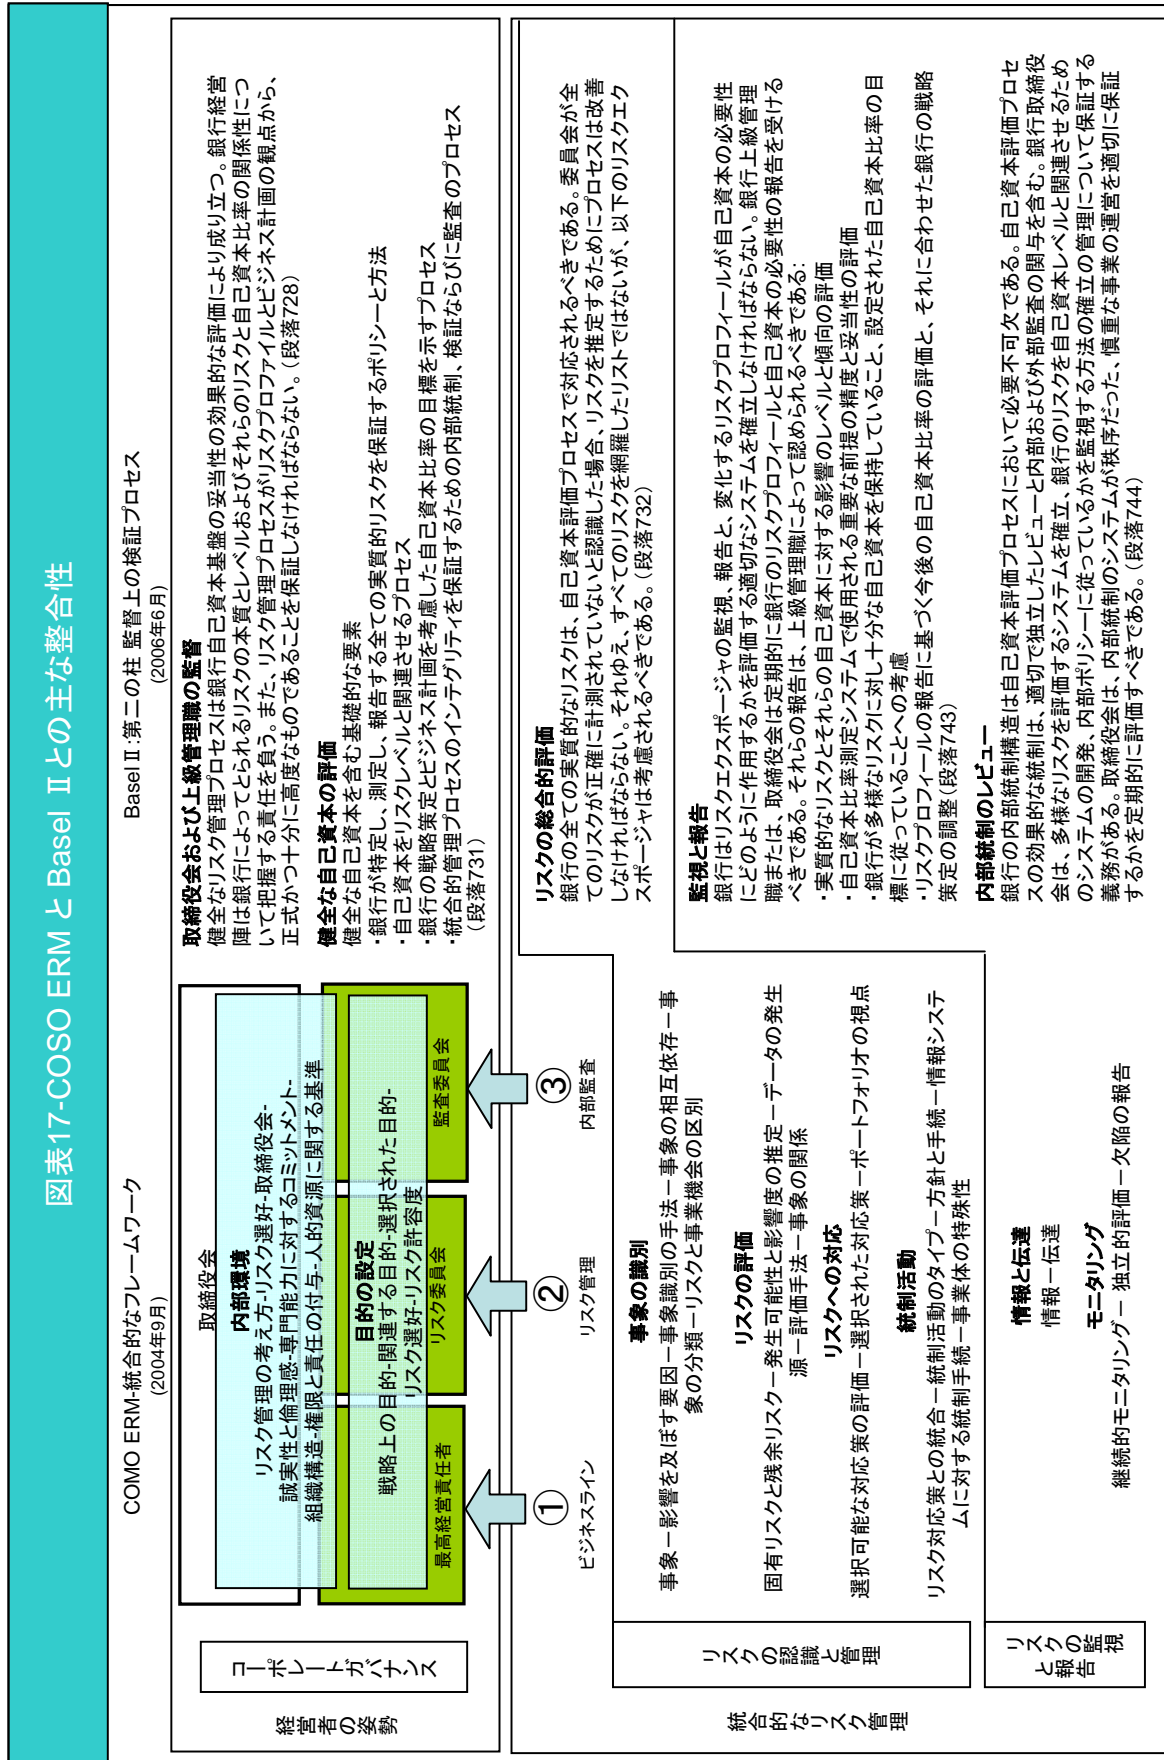 図表17-COSO ERM と Basel Ⅱ との主な整合性
COMO ERM-統合的なフレームワーク
(2004年9月)
BaselⅡ:第二の柱 監督上の検証プロセス
(2006年6月)
経営者の姿勢
コーポレートガバナンス
取締役会
内部環境
リスク管理の考え方-リスク選好-取締役会-
誠実性と倫理感-専門能力に対するコミットメント-
組織構造-権限と責任の付与-人的資源に関する基準
目的の設定
戦略上の目的-関連する目的-選択された目的-
リスク選好-リスク許容度
最高経営責任者
リスク委員会
監査委員会
①
②
③
ビジネスライン
リスク管理
内部監査
取締役会および上級管理職の監督
健全なリスク管理プロセスは銀行自己資本基盤の妥当性の効果的な評価により成り立つ。銀行経営
陣は銀行によってとられるリスクの本質とレベルおよびそれらのリスクと自己資本比率の関係性につ
いて把握する責任を負う。また、リスク管理プロセスがリスクプロファイルとビジネス計画の観点から、
正式かつ十分に高度なものであることを保証しなければならない。(段落728)
健全な自己資本の評価
健全な自己資本を含む基礎的な要素
・銀行が特定し、測定し、報告する全ての実質的リスクを保証するポリシーと方法
・自己資本をリスクレベルと関連させるプロセス
・銀行の戦略策定とビジネス計画を考慮した自己資本比率の目標を示すプロセス
・統合的管理プロセスのインテグリティを保証するための内部統制、検証ならびに監査のプロセス
(段落731)
統合的なリスク管理
リスクの認識と管理
事象の識別
事象ー影響を及ぼす要因ー事象識別の手法ー事象の相互依存ー事
象の分類ーリスクと事業機会の区別
リスクの評価
固有リスクと残余リスクー発生可能性と影響度の推定ーデータの発生
源ー評価手法ー事象の関係
リスクへの対応
選択可能な対応策の評価ー選択された対応策ーポートフォリオの視点
統制活動
リスク対応策との統合ー統制活動のタイプー方針と手続ー情報システ
ムに対する統制手続ー事業体の特殊性
リスクの監視
と報告
情報と伝達
情報ー伝達
モニタリング
継続的モニタリングー 独立的評価ー欠陥の報告
リスクの総合的評価
銀行の全ての実質的なリスクは、自己資本評価プロセスで対応されるべきである。委員会が全
てのリスクが正確に計測されていないと認識した場合、リスクを推定するためにプロセスは改善
しなければならない。それゆえ、すべてのリスクを網羅したリストではないが、以下のリスクエク
スポージャは考慮されるべきである。(段落732)
監視と報告
銀行はリスクエクスポージャの監視、報告と、変化するリスクプロフィールが自己資本の必要性
にどのように作用するかを評価する適切なシステムを確立しなければならない。銀行上級管理
職または、取締役会は定期的に銀行のリスクプロフィールと自己資本の必要性の報告を受ける
べきである。それらの報告は、上級管理職によって認められるべきである:
・実質的なリスクとそれらの自己資本に対する影響のレベルと傾向の評価
・自己資本比率測定システムで使用される重要な前提の精度と妥当性の評価
・銀行が多様なリスクに対し十分な自己資本を保持していること、設定された自己資本比率の目
標に従っていることへの考慮
・リスクプロフィールの報告に基づく今後の自己資本比率の評価と、それに合わせた銀行の戦略
策定の調整(段落743)
内部統制のレビュー
銀行の内部統制構造は自己資本評価プロセスにおいて必要不可欠である。自己資本評価プロセ
スの効果的な統制は、適切で独立したレビューと内部および外部監査の関与を含む。銀行取締役
会は、多様なリスクを評価するシステムを確立、銀行のリスクを自己資本レベルと関連させるため
のシステムの開発、内部ポリシーに従っているかを監視する方法の確立の管理について保証する
義務がある。取締役会は、内部統制のシステムが秩序だった、慎重な事業の運営を適切に保証
するかを定期的に評価すべきである。(段落744)